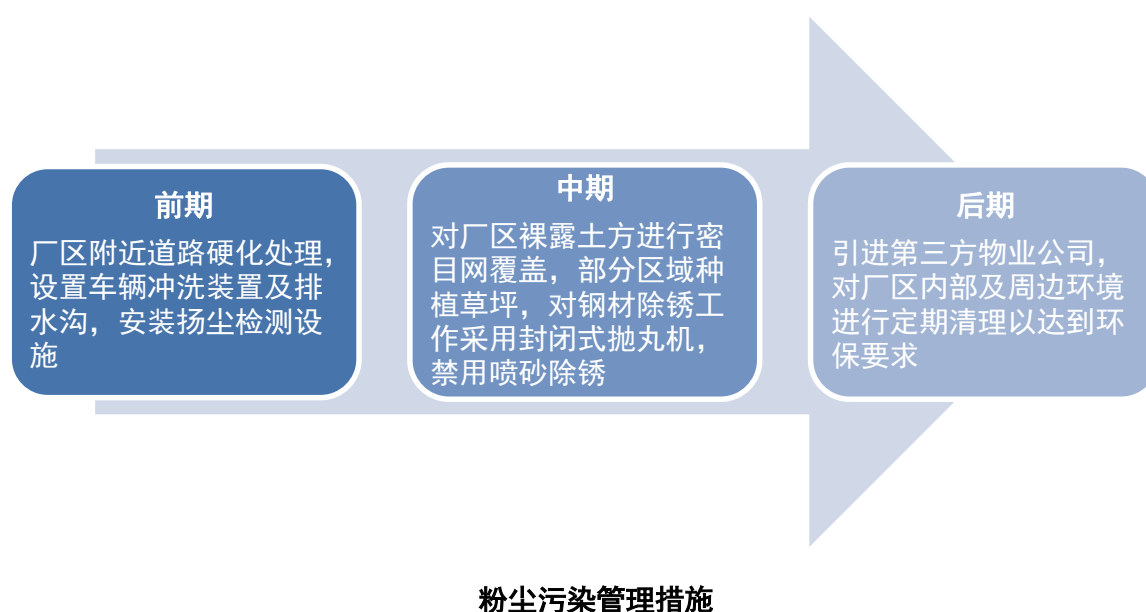 前期
厂区附近道路硬化处理，
设置车辆冲洗装置及排
水沟，安装扬尘检测设
施
中期
对厂区裸露土方进行密
目网覆盖，部分区域种
植草坪，对钢材除锈工
作采用封闭式抛丸机，
禁用喷砂除锈
后期
引进第三方物业公司，
对厂区内部及周边环境
进行定期清理以达到环
保要求
粉尘污染管理措施